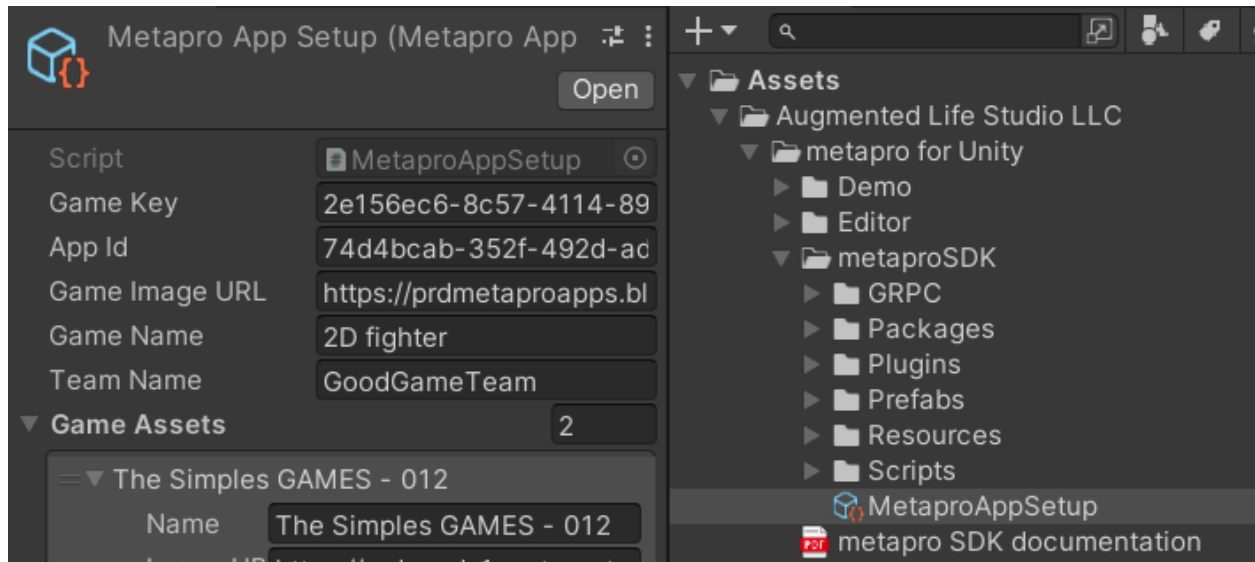 Metapro App Setup (Metapro App
Open
Script MetaproAppSetup
Game Key 2e156ec6-8c57-4114-89
App Id 74d4bcab-352f-492d-ad
Game Image URL https://prdmetaproapps.bl
Game Name 2D fighter
Team Name GoodGameTeam
Game Assets 2
The Simples GAMES - 012
Name The Simples GAMES - 012
Assets
Augmented Life Studio LLC
metapro for Unity
Demo
Editor
metaproSDK
GRPC
Packages
Plugins
Prefabs
Resources
Scripts
MetaproAppSetup
PDF metapro SDK documentation